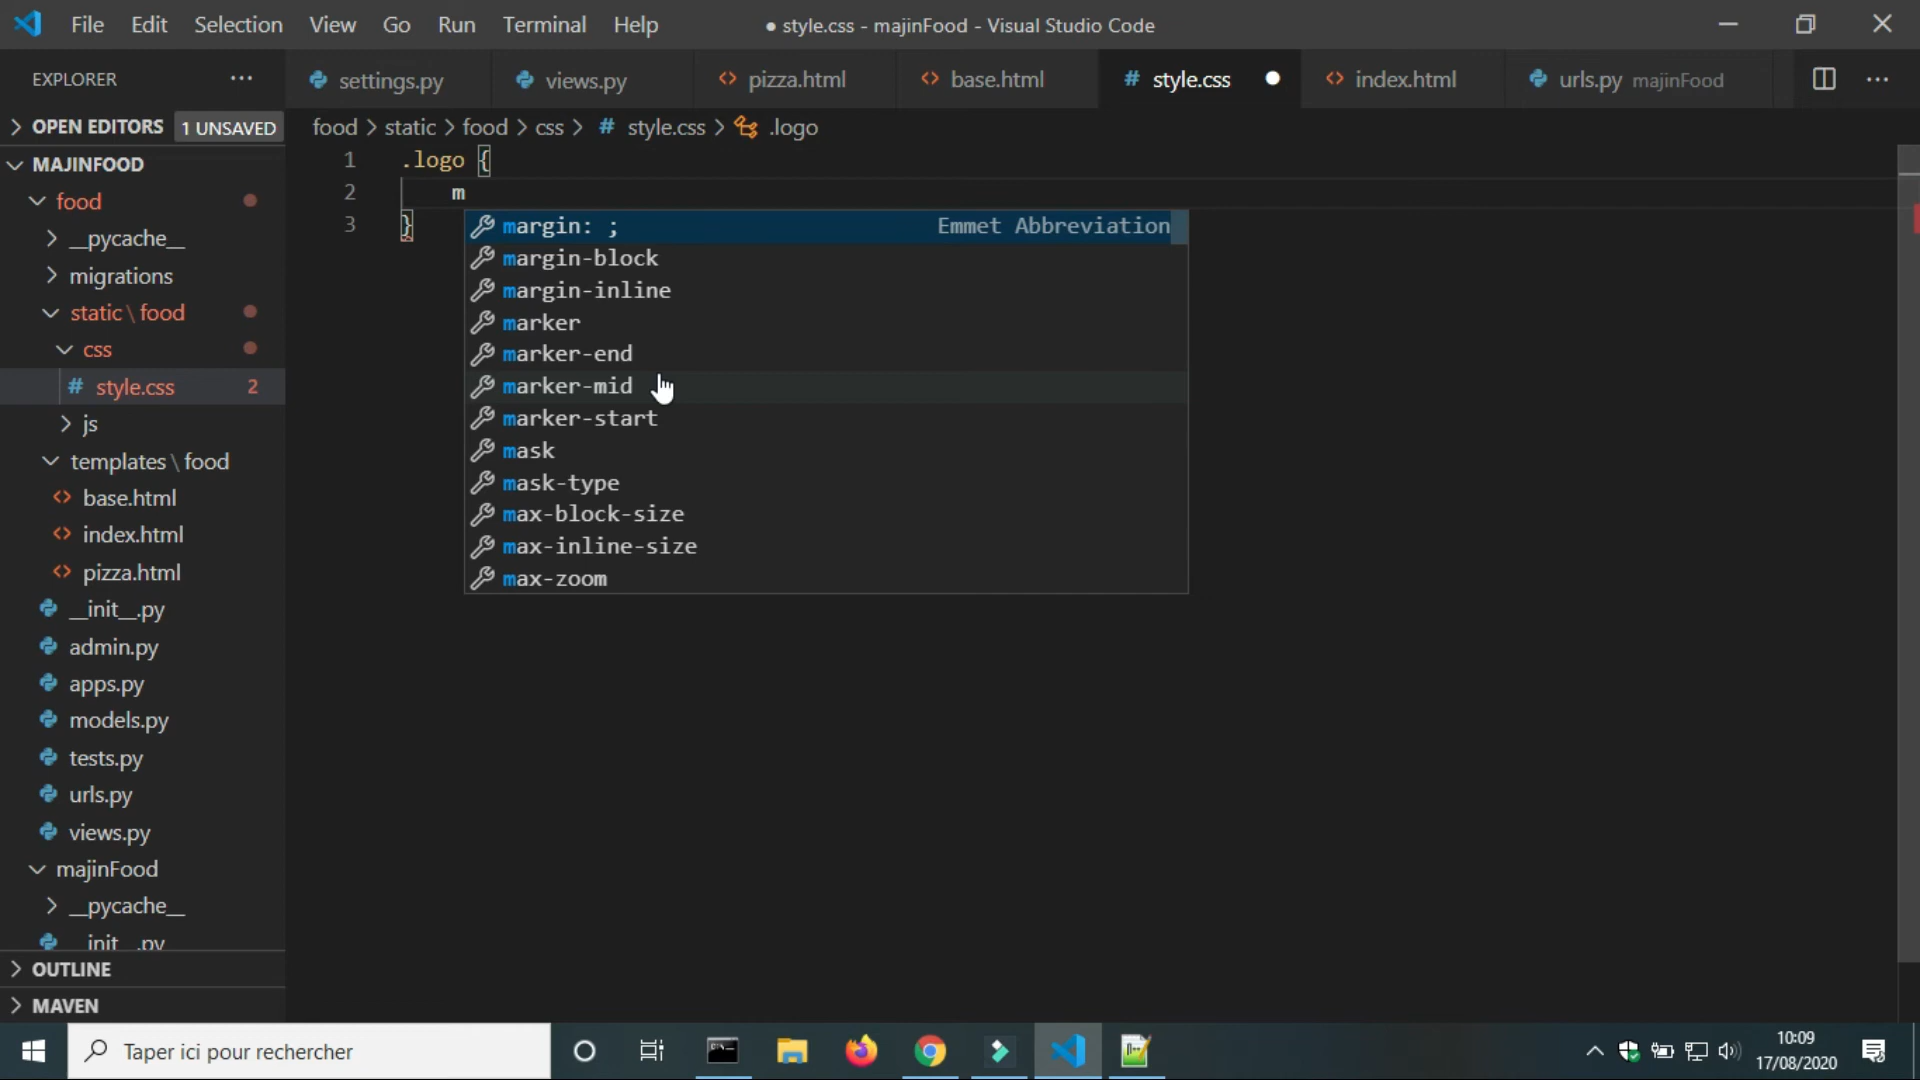 File Edit Selection View Go Run Terminal Help ● style.css - majinFood - Visual Studio Code
EXPLORER ··· settings.py views.py <> pizza.html <> base.html # style.css ● <> index.html urls.py majinFood ···
> OPEN EDITORS 1 UNSAVED
food > static > food > css > # style.css > .logo
MAJINFOOD
food
__pycache__
migrations
static \ food
css
# style.css 2
js
templates \ food
<> base.html
<> index.html
<> pizza.html
__init__.py
admin.py
apps.py
models.py
tests.py
urls.py
views.py
majinFood
__pycache__
__init__.py
OUTLINE
MAVEN
1 .logo {
2 m
3 }
margin: ; Emmet Abbreviation
margin-block
margin-inline
marker
marker-end
marker-mid
marker-start
mask
mask-type
max-block-size
max-inline-size
max-zoom
Taper ici pour rechercher
10:09
17/08/2020